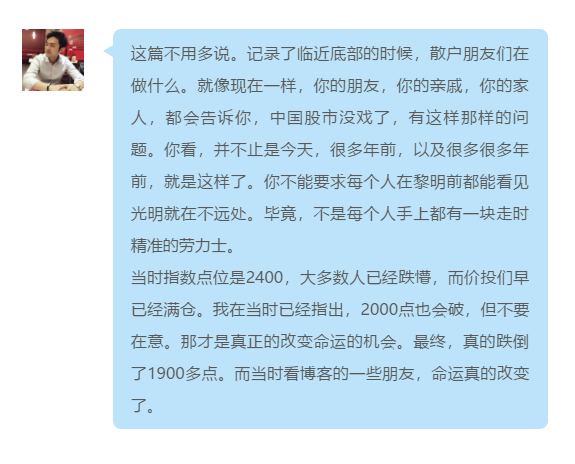 这篇不用多说。记录了临近底部的时候，散户朋友们在
做什么。就像现在一样，你的朋友，你的亲戚，你的家
人，都会告诉你，中国股市没戏了，有这样那样的问
题。你看，并不止是今天，很多年前，以及很多很多年
前，就是这样了。你不能要求每个人在黎明前都能看见
光明就在不远处。毕竟，不是每个人手上都有一块走时
精准的劳力士。
当时指数点位是2400，大多数人已经跌懵，而价投们早
已经满仓。我在当时已经指出，2000点也会破，但不要
在意。那才是真正的改变命运的机会。最终，真的跌倒
了1900多点。而当时看博客的一些朋友，命运真的改变
了。